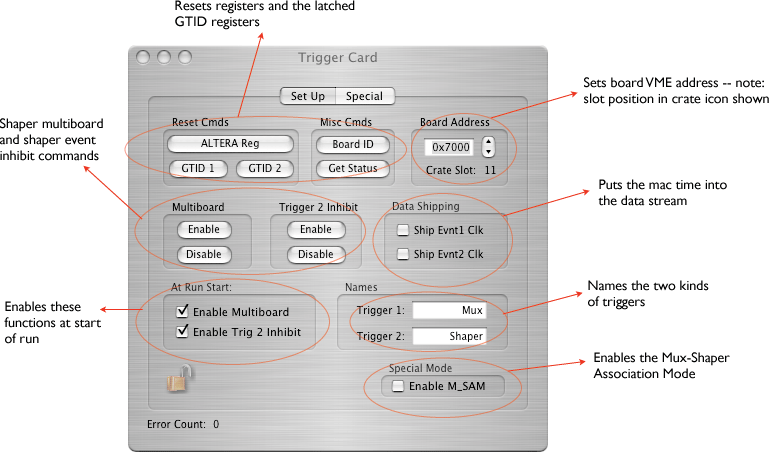 Resets registers and the latched
GTID registers
Trigger Card
Set Up
Special
Sets board VME address -- note:
slot position in crate icon shown
Shaper multiboard
and shaper event
inhibit commands
Reset Cmds
ALTERA Reg
GTID 1
GTID 2
Misc Cmds
Board ID
Get Status
Board Address
0x7000
Crate Slot: 11
Puts the mac time into
the data stream
Multiboard
Enable
Disable
Trigger 2 Inhibit
Enable
Disable
Data Shipping
Ship Evnt1 Clk
Ship Evnt2 Clk
Enables these
functions at start
of run
At Run Start:
Enable Multiboard
Enable Trig 2 Inhibit
Names
Trigger 1: Mux
Trigger 2: Shaper
Names the two kinds
of triggers
Special Mode
Enable M_SAM
Enables the Mux-Shaper
Association Mode
Error Count: 0